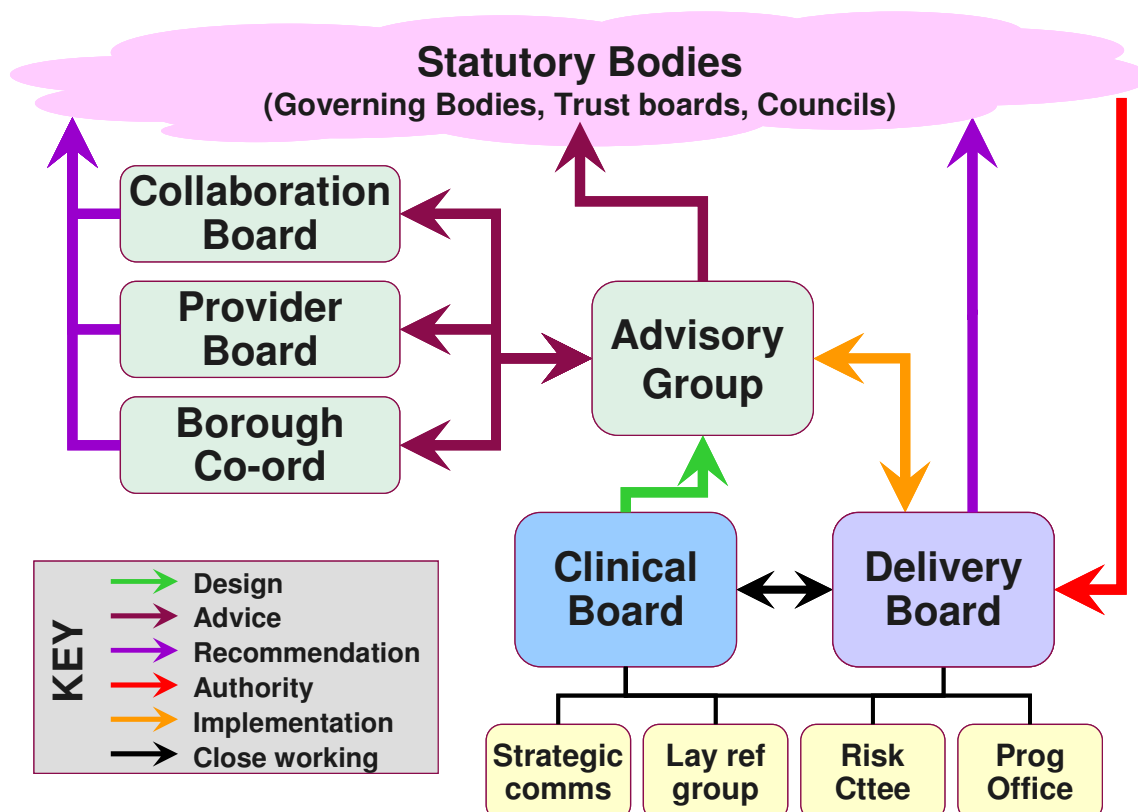 Statutory Bodies
(Governing Bodies, Trust boards, Councils)
Collaboration
Board
Provider
Board
Borough
Co-ord
Advisory
Group
Clinical
Board
Delivery
Board
KEY
Design
Advice
Recommendation
Authority
Implementation
Close working
Strategic
comms
Lay ref
group
Risk
Cttee
Prog
Office